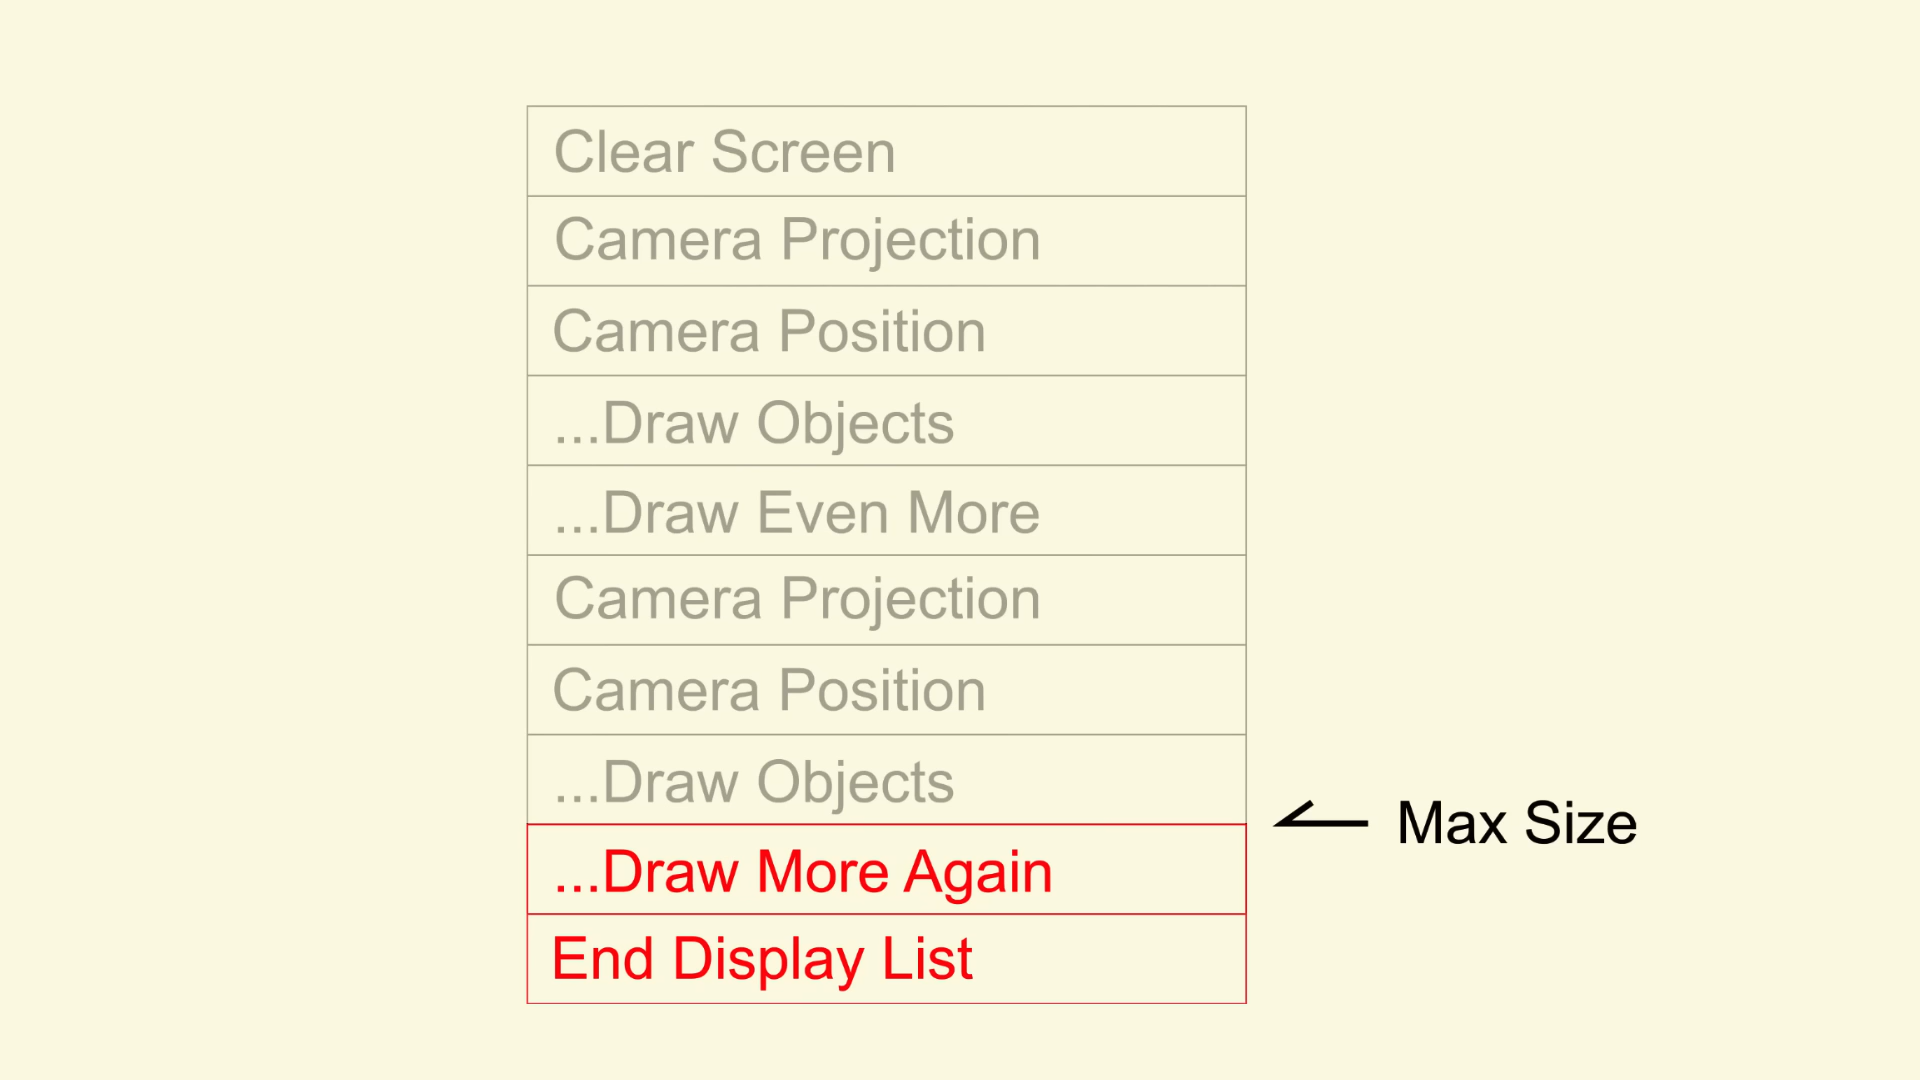 Clear Screen
Camera Projection
Camera Position
...Draw Objects
...Draw Even More
Camera Projection
Camera Position
...Draw Objects
Max Size
...Draw More Again
End Display List